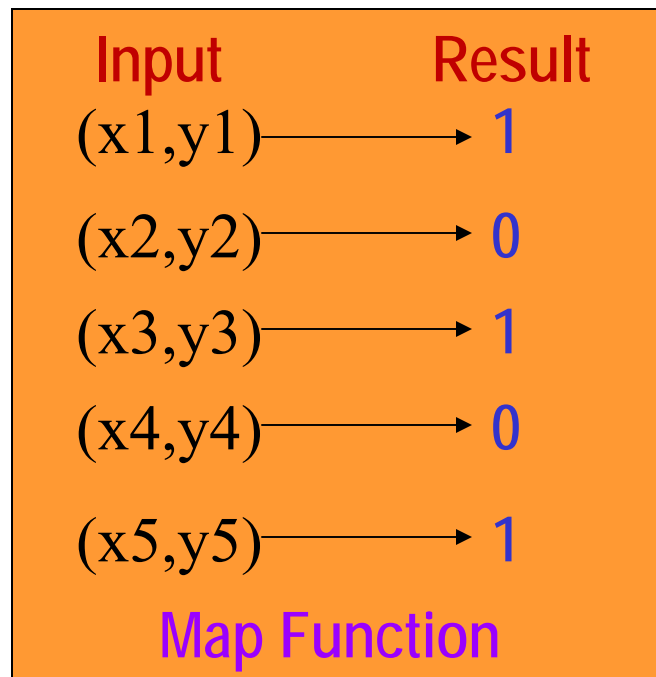 Input Result
(x1,y1) 1
(x2,y2) 0
(x3,y3) 1
(x4,y4) 0
(x5,y5) 1
Map Function